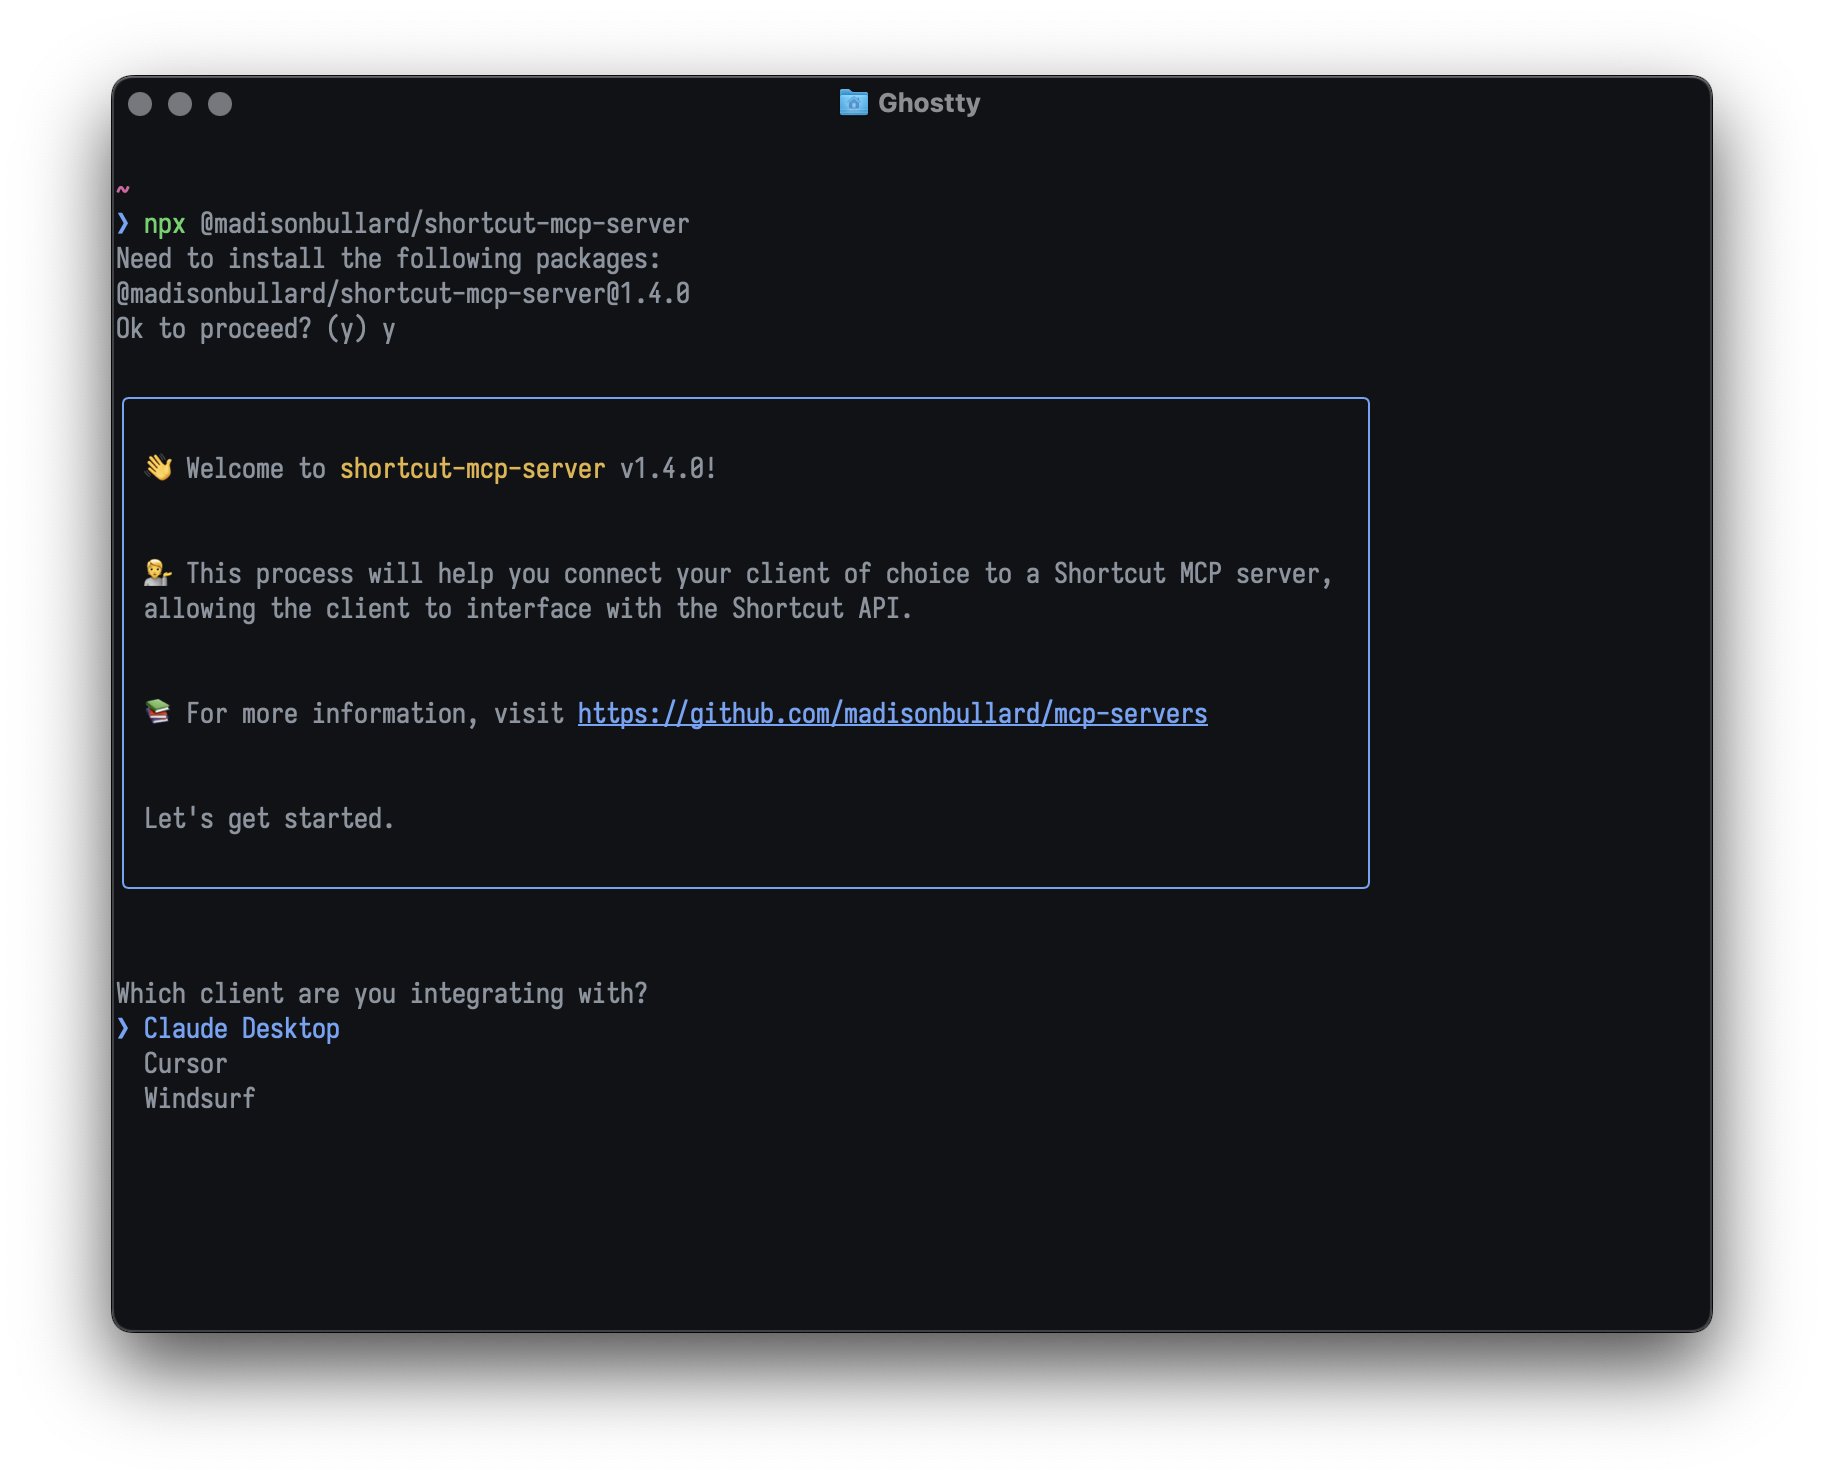 Ghostty
~
❯ npx @madisonbullard/shortcut-mcp-server
Need to install the following packages:
@madisonbullard/shortcut-mcp-server@1.4.0
Ok to proceed? (y) y
👋 Welcome to shortcut-mcp-server v1.4.0!
💁 This process will help you connect your client of choice to a Shortcut MCP server,
allowing the client to interface with the Shortcut API.
📚 For more information, visit https://github.com/madisonbullard/mcp-servers
Let's get started.
Which client are you integrating with?
❯ Claude Desktop
Cursor
Windsurf